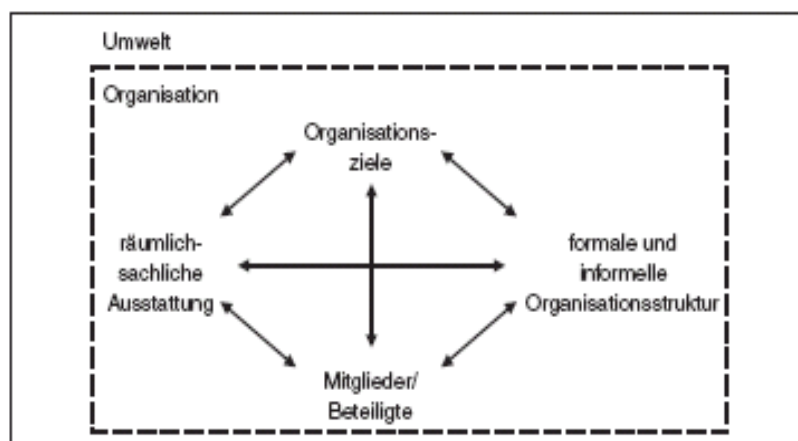 Umwelt
Organisation
Organisations-
ziele
räumlich-
sachliche
Ausstattung
formale und
informelle
Organisationsstruktur
Mitglieder/
Beteiligte